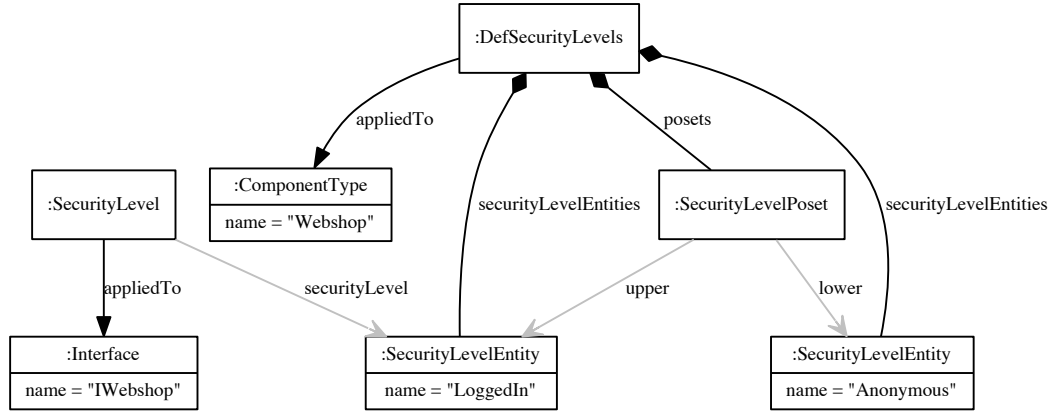 :DefSecurityLevels
appliedTo
posets
:ComponentType
name = "Webshop"
:SecurityLevel
securityLevelEntities
:SecurityLevelPoset
securityLevelEntities
appliedTo
securityLevel
upper
lower
:Interface
name = "IWebshop"
:SecurityLevelEntity
name = "LoggedIn"
:SecurityLevelEntity
name = "Anonymous"